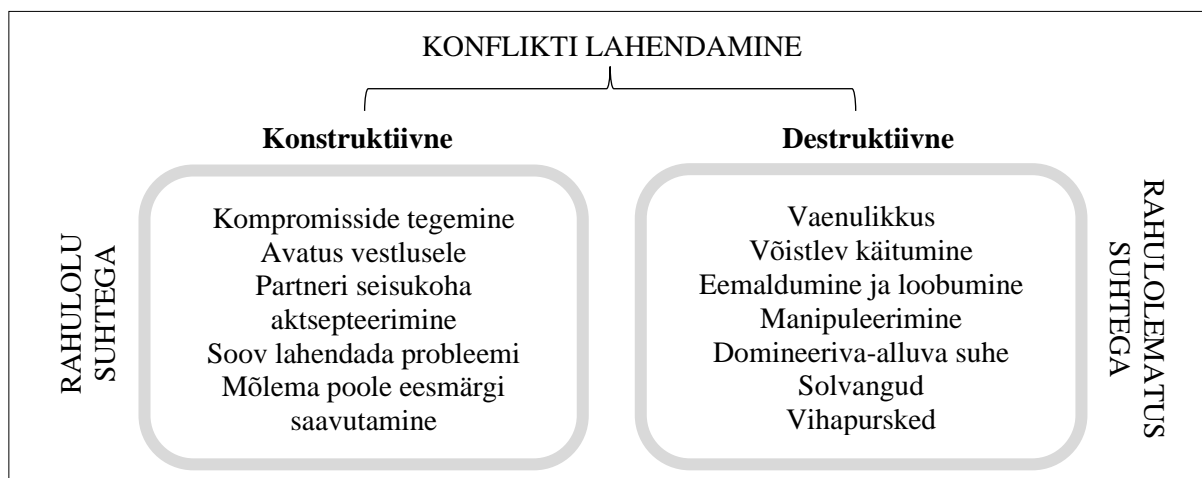 KONFLIKTI LAHENDAMINE
Konstruktiivne
Destruktiivne
RAHULOLU
SUHTEGA
Kompromisside tegemine
Avatus vestlusele
Partneri seisukoha
aktsepteerimine
Soov lahendada probleemi
Mõlema poole eesmärgi
saavutamine
Vaenulikkus
Võistlev käitumine
Eemaldumine ja loobumine
Manipuleerimine
Domineeriva-alluva suhe
Solvangud
Vihapursked
RAHULOLEMATUS
SUHTEGA